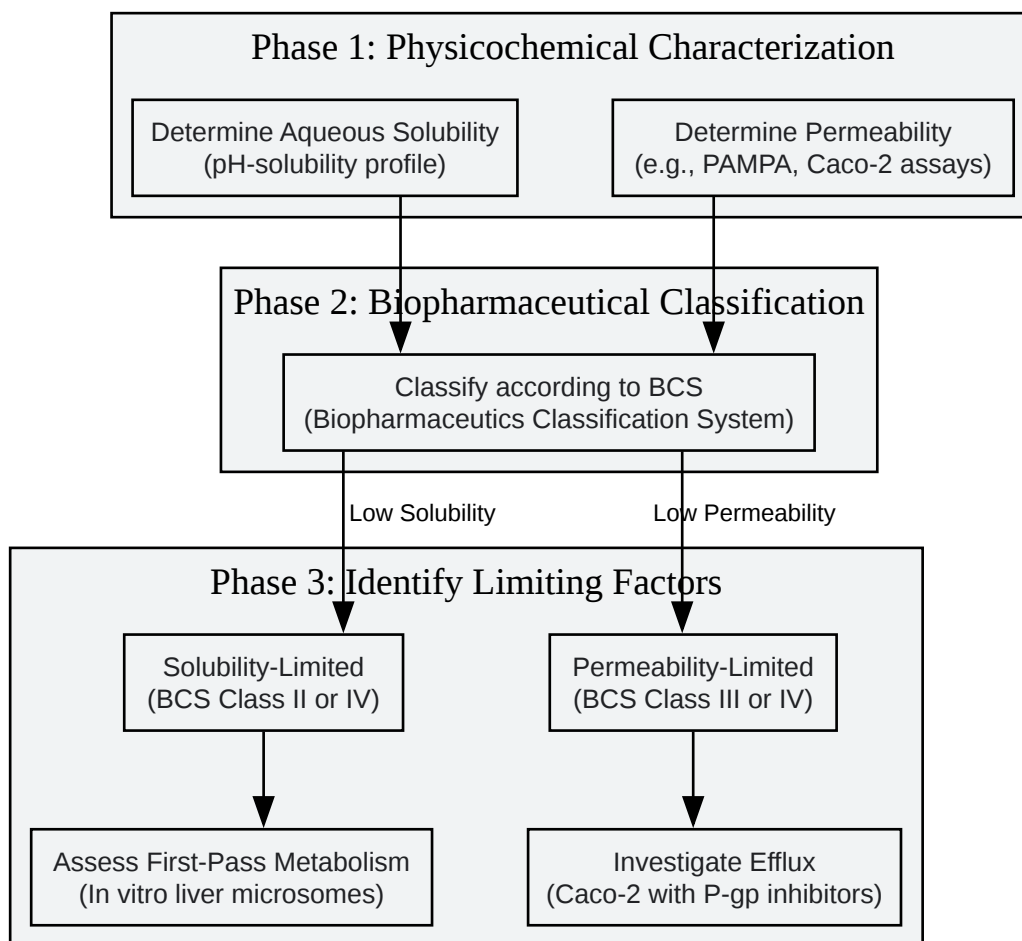 Phase 1: Physicochemical Characterization
Determine Aqueous Solubility
(pH-solubility profile)
Determine Permeability
(e.g., PAMPA, Caco-2 assays)
Phase 2: Biopharmaceutical Classification
Classify according to BCS
(Biopharmaceutics Classification System)
Low Solubility
Low Permeability
Phase 3: Identify Limiting Factors
Solubility-Limited
(BCS Class II or IV)
Permeability-Limited
(BCS Class III or IV)
Assess First-Pass Metabolism
(In vitro liver microsomes)
Investigate Efflux
(Caco-2 with P-gp inhibitors)